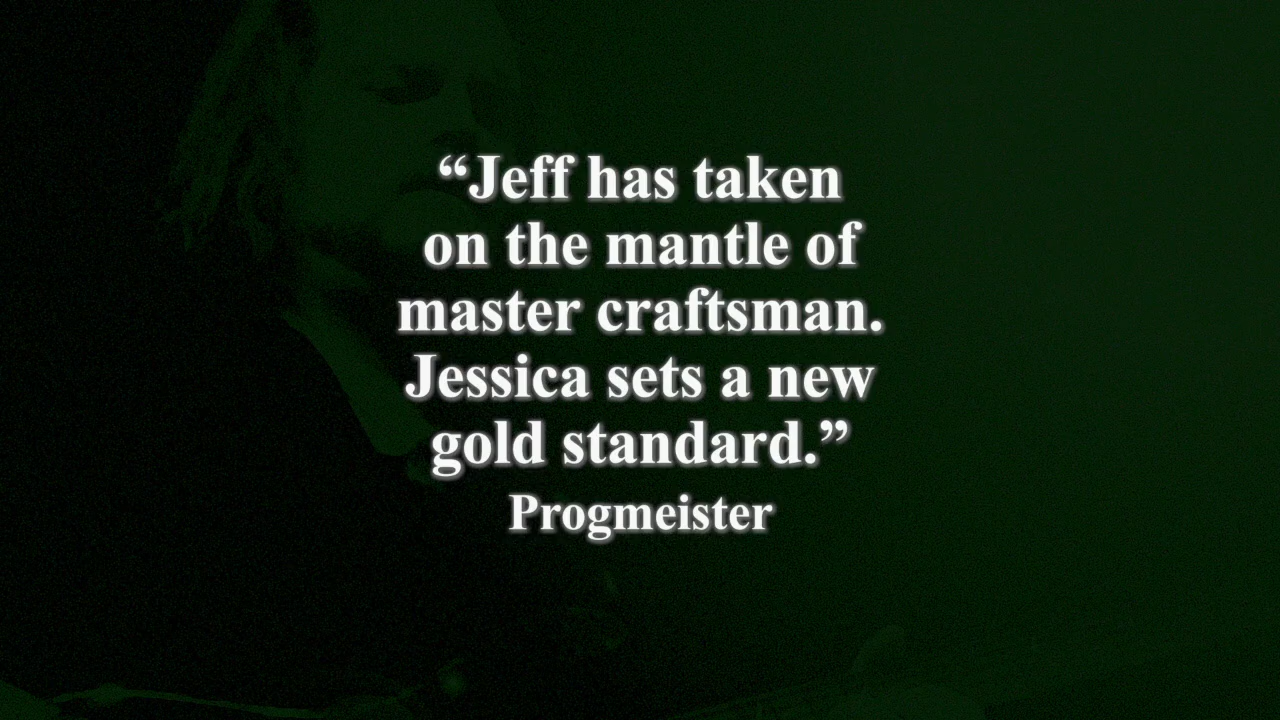 “Jeff has taken
on the mantle of
master craftsman.
Jessica sets a new
gold standard.”
Progmeister